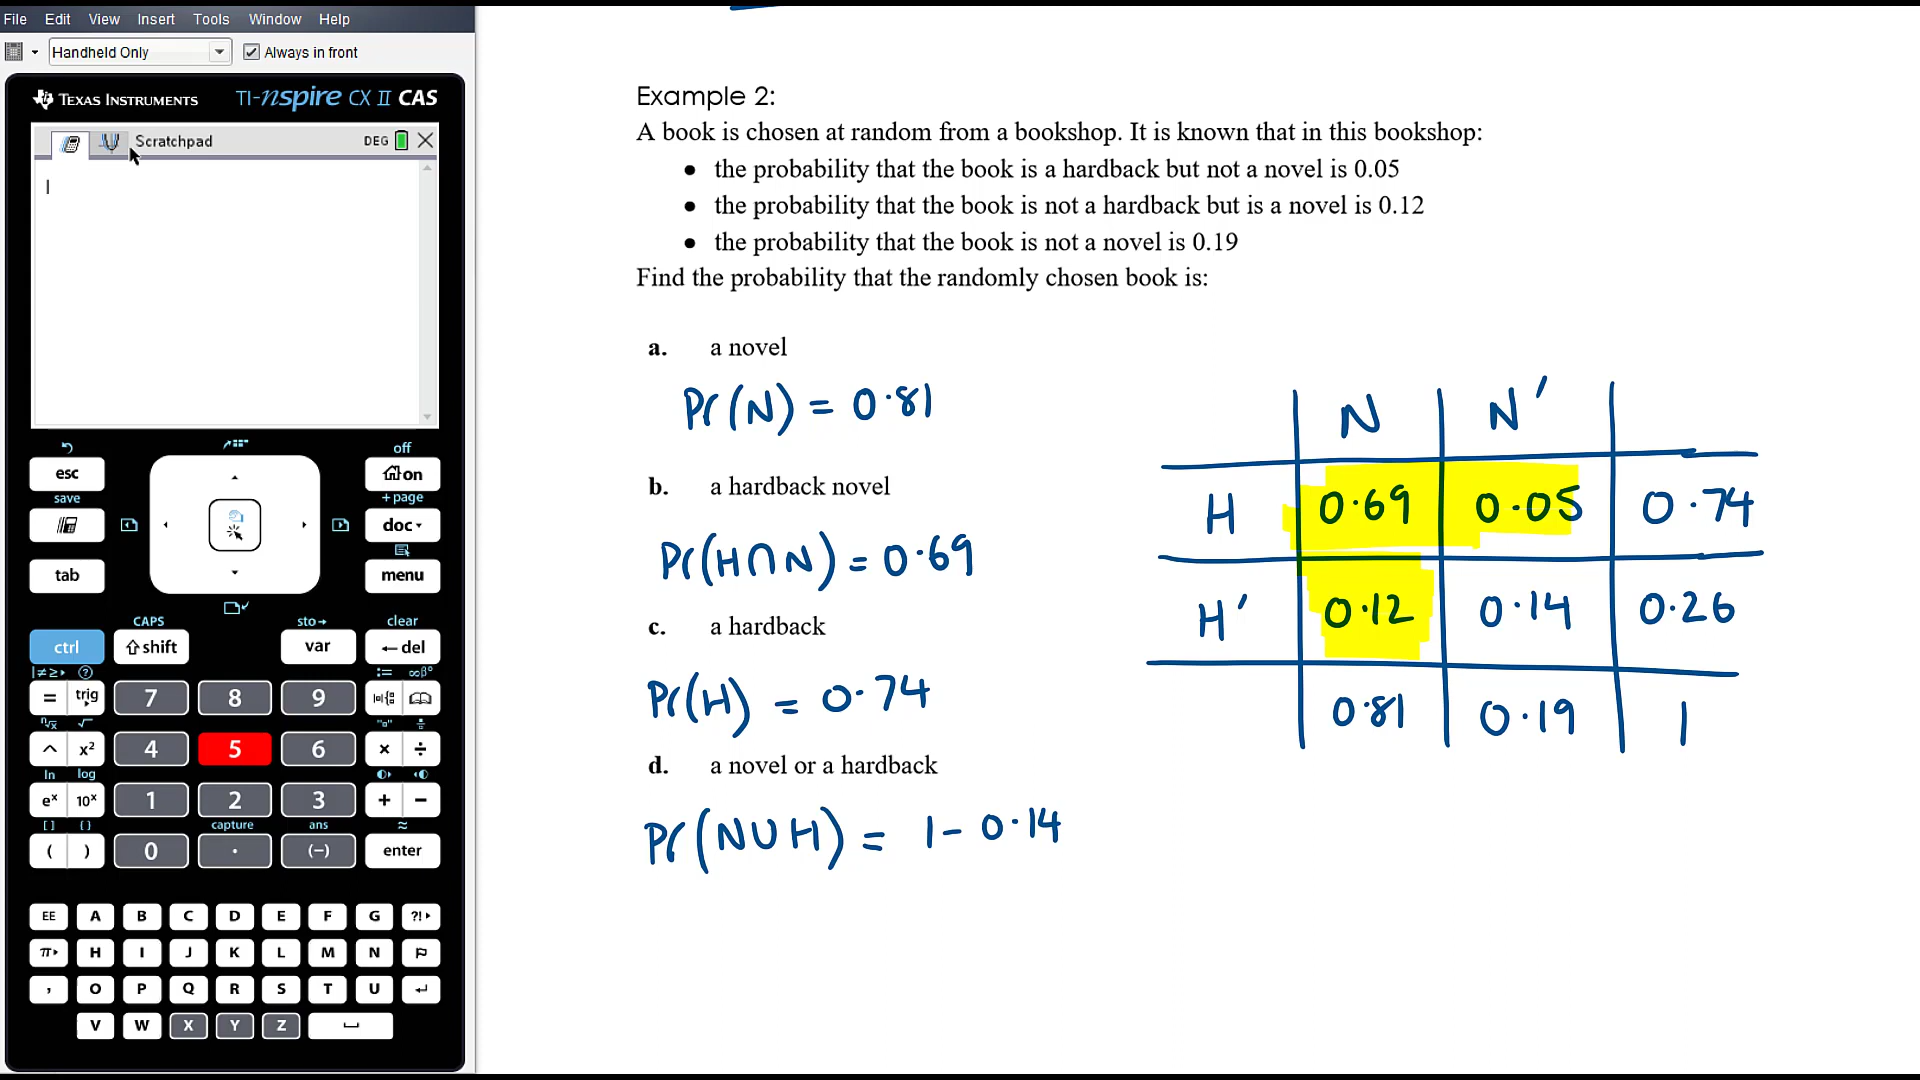 File Edit View Insert Tools Window Help
Handheld Only Always in front
TEXAS INSTRUMENTS TI-nspire CX II CAS
Scratchpad DEG
off
esc on
save + page
doc
tab menu
CAPS sto→ clear
ctrl shift var ←del
= trig 7 8 9
^ x² 4 5 6 × ÷
ln log
eˣ 10ˣ 1 2 3 + −
[ ] { } capture ans ≈
( ) 0 . (−) enter
EE A B C D E F G ?!
π H I J K L M N
, O P Q R S T U
V W X Y Z
Example 2:
A book is chosen at random from a bookshop. It is known that in this bookshop:
• the probability that the book is a hardback but not a novel is 0.05
• the probability that the book is not a hardback but is a novel is 0.12
• the probability that the book is not a novel is 0.19
Find the probability that the randomly chosen book is:
a. a novel
Pr(N) = 0.81
b. a hardback novel
Pr(H∩N) = 0.69
c. a hardback
Pr(H) = 0.74
d. a novel or a hardback
Pr(N∪H) = 1 - 0.14
N N'
H 0.69 0.05 0.74
H' 0.12 0.14 0.26
0.81 0.19 1